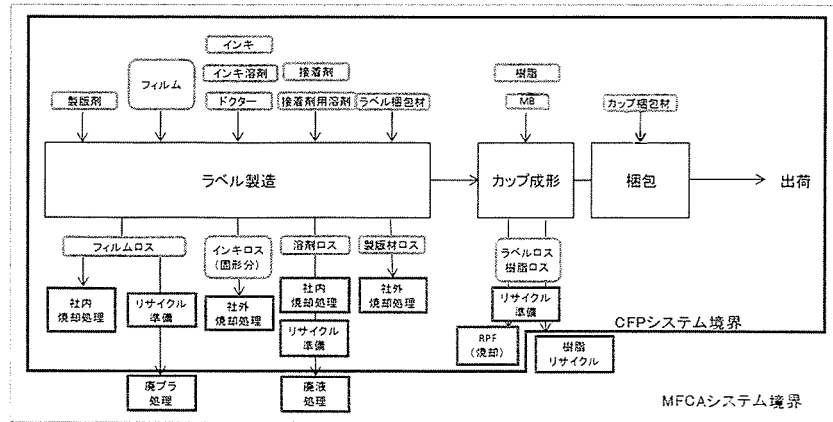 インキ
フィルム
インキ溶剤
接着剤
樹脂
製版剤
ドクター
接着剤用溶剤
ラベル梱包材
MB
カップ梱包材
ラベル製造
カップ成形
梱包
出荷
フィルムロス
インキロス
(固形分)
溶剤ロス
製版材ロス
ラベルロス
樹脂ロス
社内
焼却処理
リサイクル
準備
社外
焼却処理
社内
焼却処理
社外
焼却処理
リサイクル
準備
リサイクル
準備
CFPシステム境界
RPF
(焼却)
樹脂
リサイクル
廃プラ
処理
廃液
処理
MFCAシステム境界